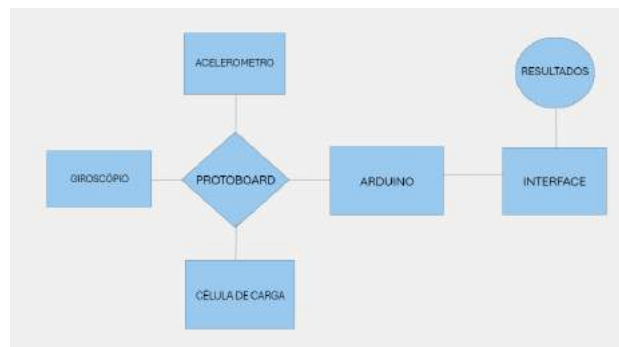 ACELEROMETRO
RESULTADOS
GIROSCÓPIO
PROTOBOARD
ARDUINO
INTERFACE
CÉLULA DE CARGA